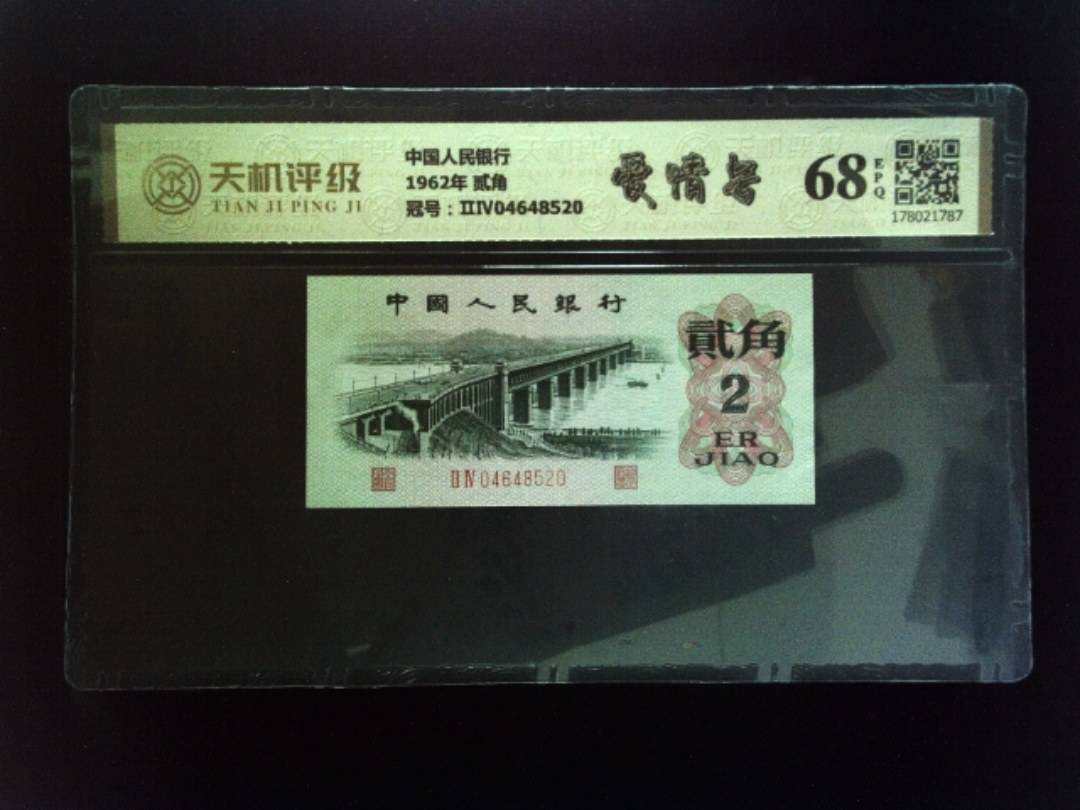 天机评级
TIAN JI PING JI
中国人民银行
1962年 贰角
冠号：ⅡⅣ04648520
爱情号
68
EPQ
178021787
中國人民銀行
貳角
2
ER
JIAO
ⅡⅣ04648520